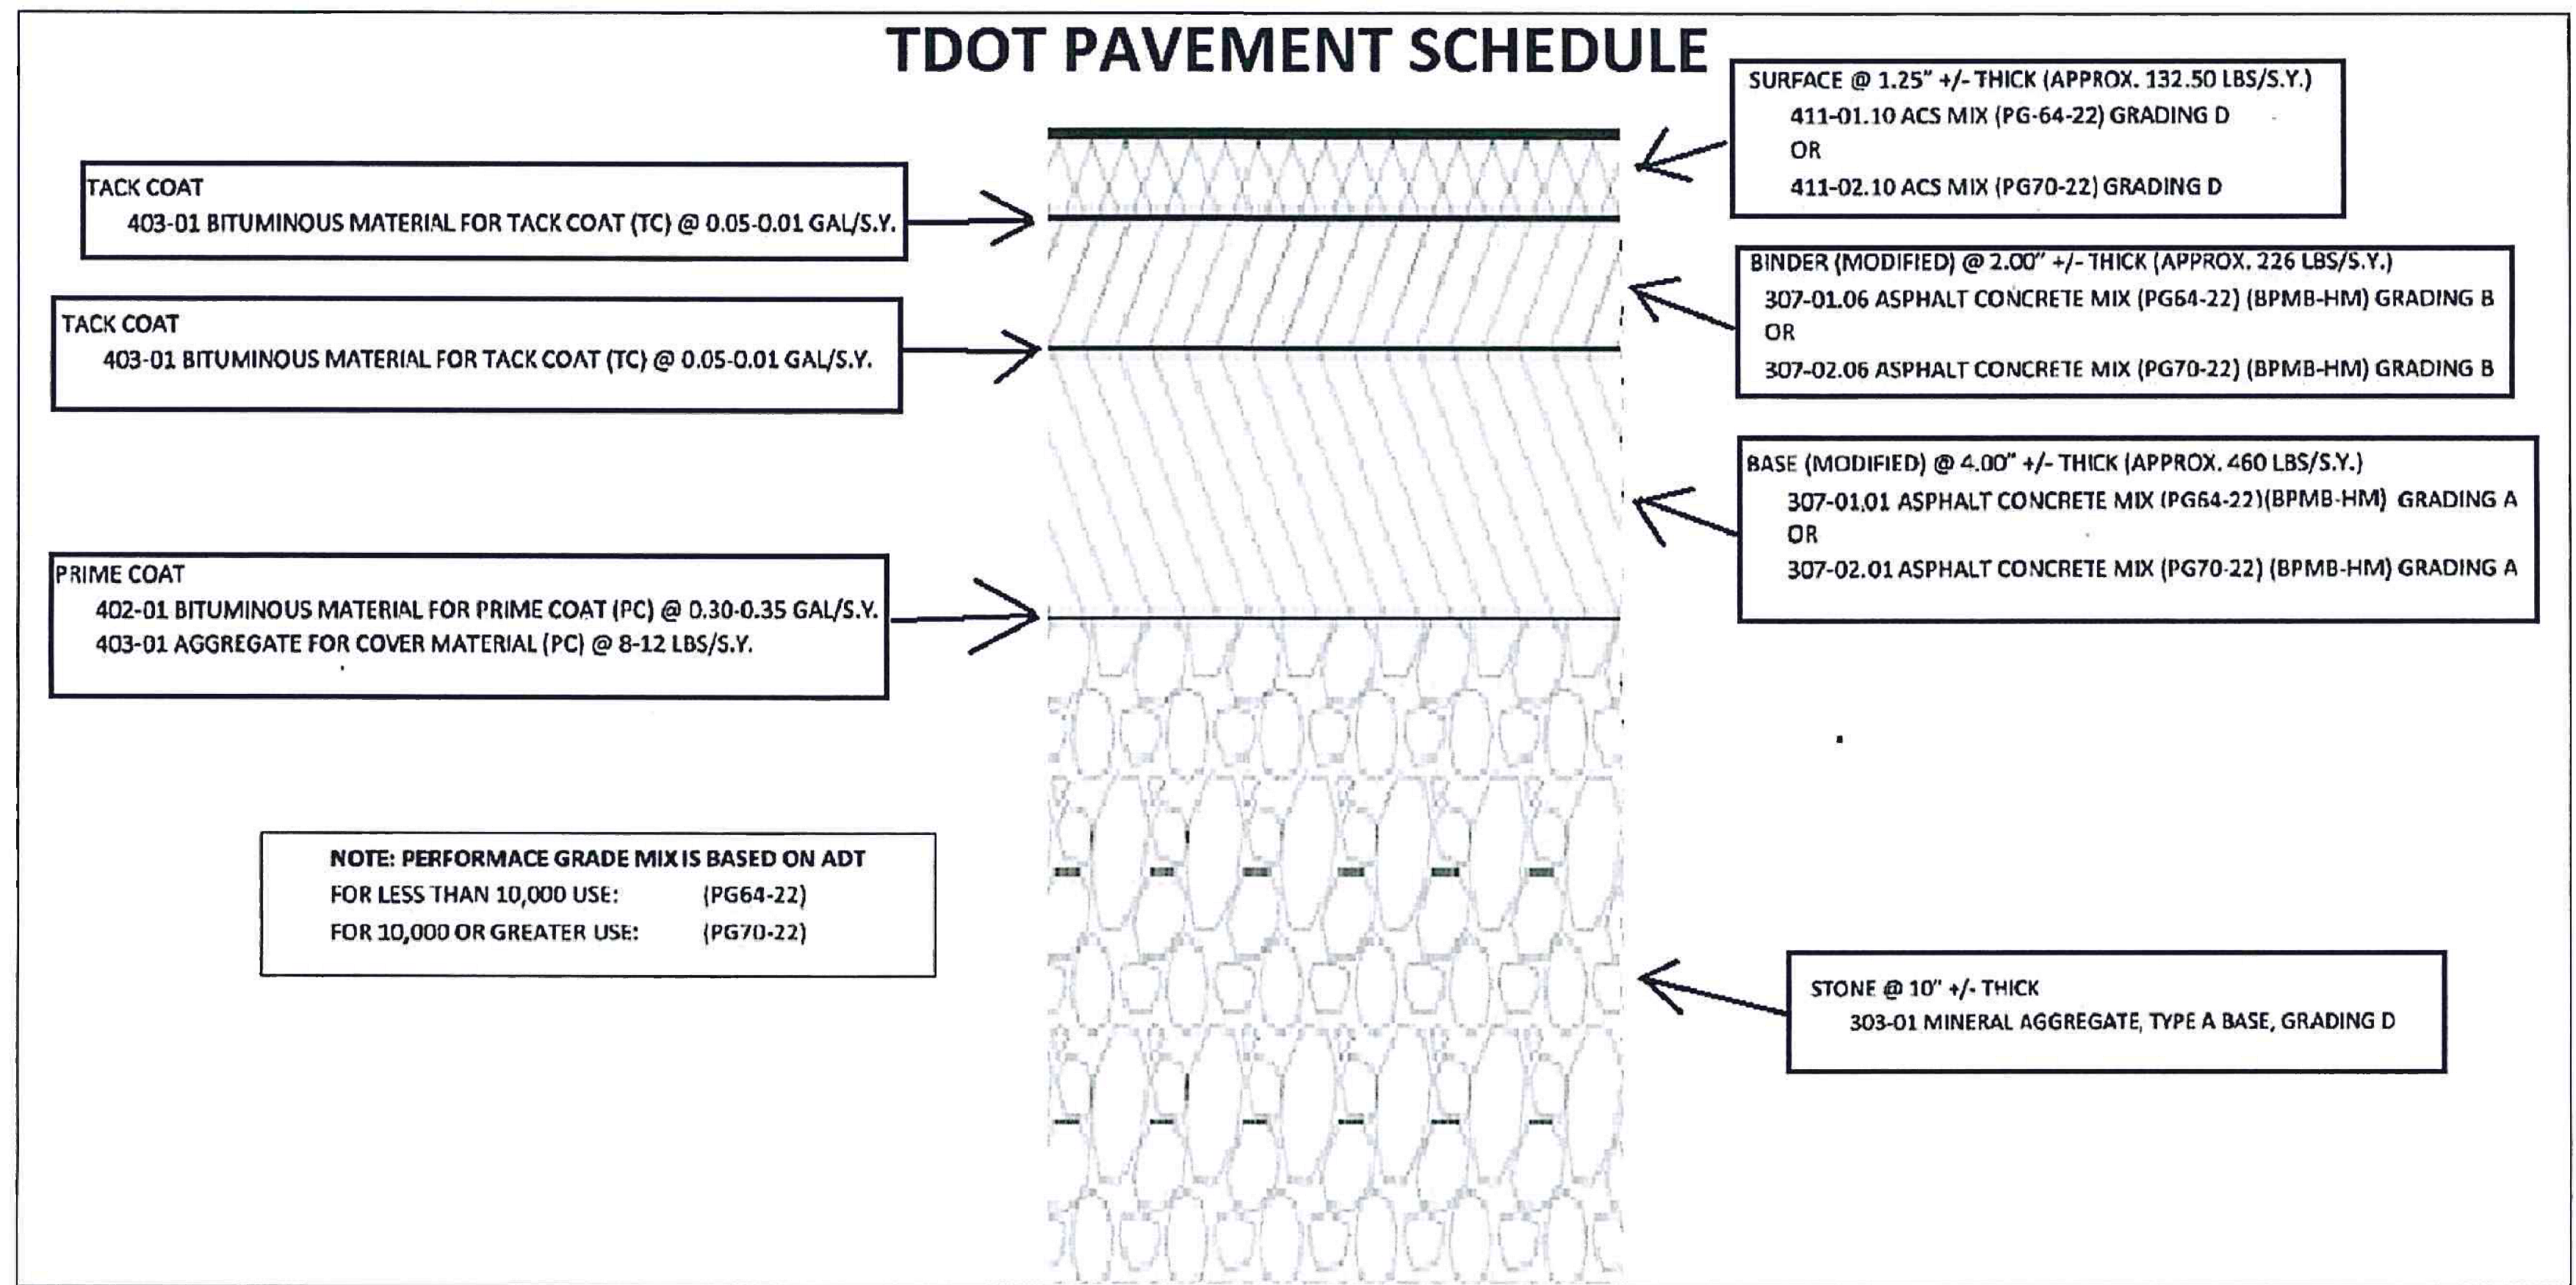 TDOT PAVEMENT SCHEDULE
SURFACE @ 1.25" +/- THICK (APPROX. 132.50 LBS/S.Y.)
411-01.10 ACS MIX (PG-64-22) GRADING D
OR
411-02.10 ACS MIX (PG70-22) GRADING D
TACK COAT
403-01 BITUMINOUS MATERIAL FOR TACK COAT (TC) @ 0.05-0.01 GAL/S.Y.
BINDER (MODIFIED) @ 2.00" +/- THICK (APPROX. 226 LBS/S.Y.)
307-01.06 ASPHALT CONCRETE MIX (PG64-22) (BPMB-HM) GRADING B
OR
307-02.06 ASPHALT CONCRETE MIX (PG70-22) (BPMB-HM) GRADING B
TACK COAT
403-01 BITUMINOUS MATERIAL FOR TACK COAT (TC) @ 0.05-0.01 GAL/S.Y.
BASE (MODIFIED) @ 4.00" +/- THICK (APPROX. 460 LBS/S.Y.)
307-01.01 ASPHALT CONCRETE MIX (PG64-22)(BPMB-HM) GRADING A
OR
307-02.01 ASPHALT CONCRETE MIX (PG70-22) (BPMB-HM) GRADING A
PRIME COAT
402-01 BITUMINOUS MATERIAL FOR PRIME COAT (PC) @ 0.30-0.35 GAL/S.Y.
403-01 AGGREGATE FOR COVER MATERIAL (PC) @ 8-12 LBS/S.Y.
NOTE: PERFORMACE GRADE MIX IS BASED ON ADT
FOR LESS THAN 10,000 USE: (PG64-22)
FOR 10,000 OR GREATER USE: (PG70-22)
STONE @ 10" +/- THICK
303-01 MINERAL AGGREGATE, TYPE A BASE, GRADING D